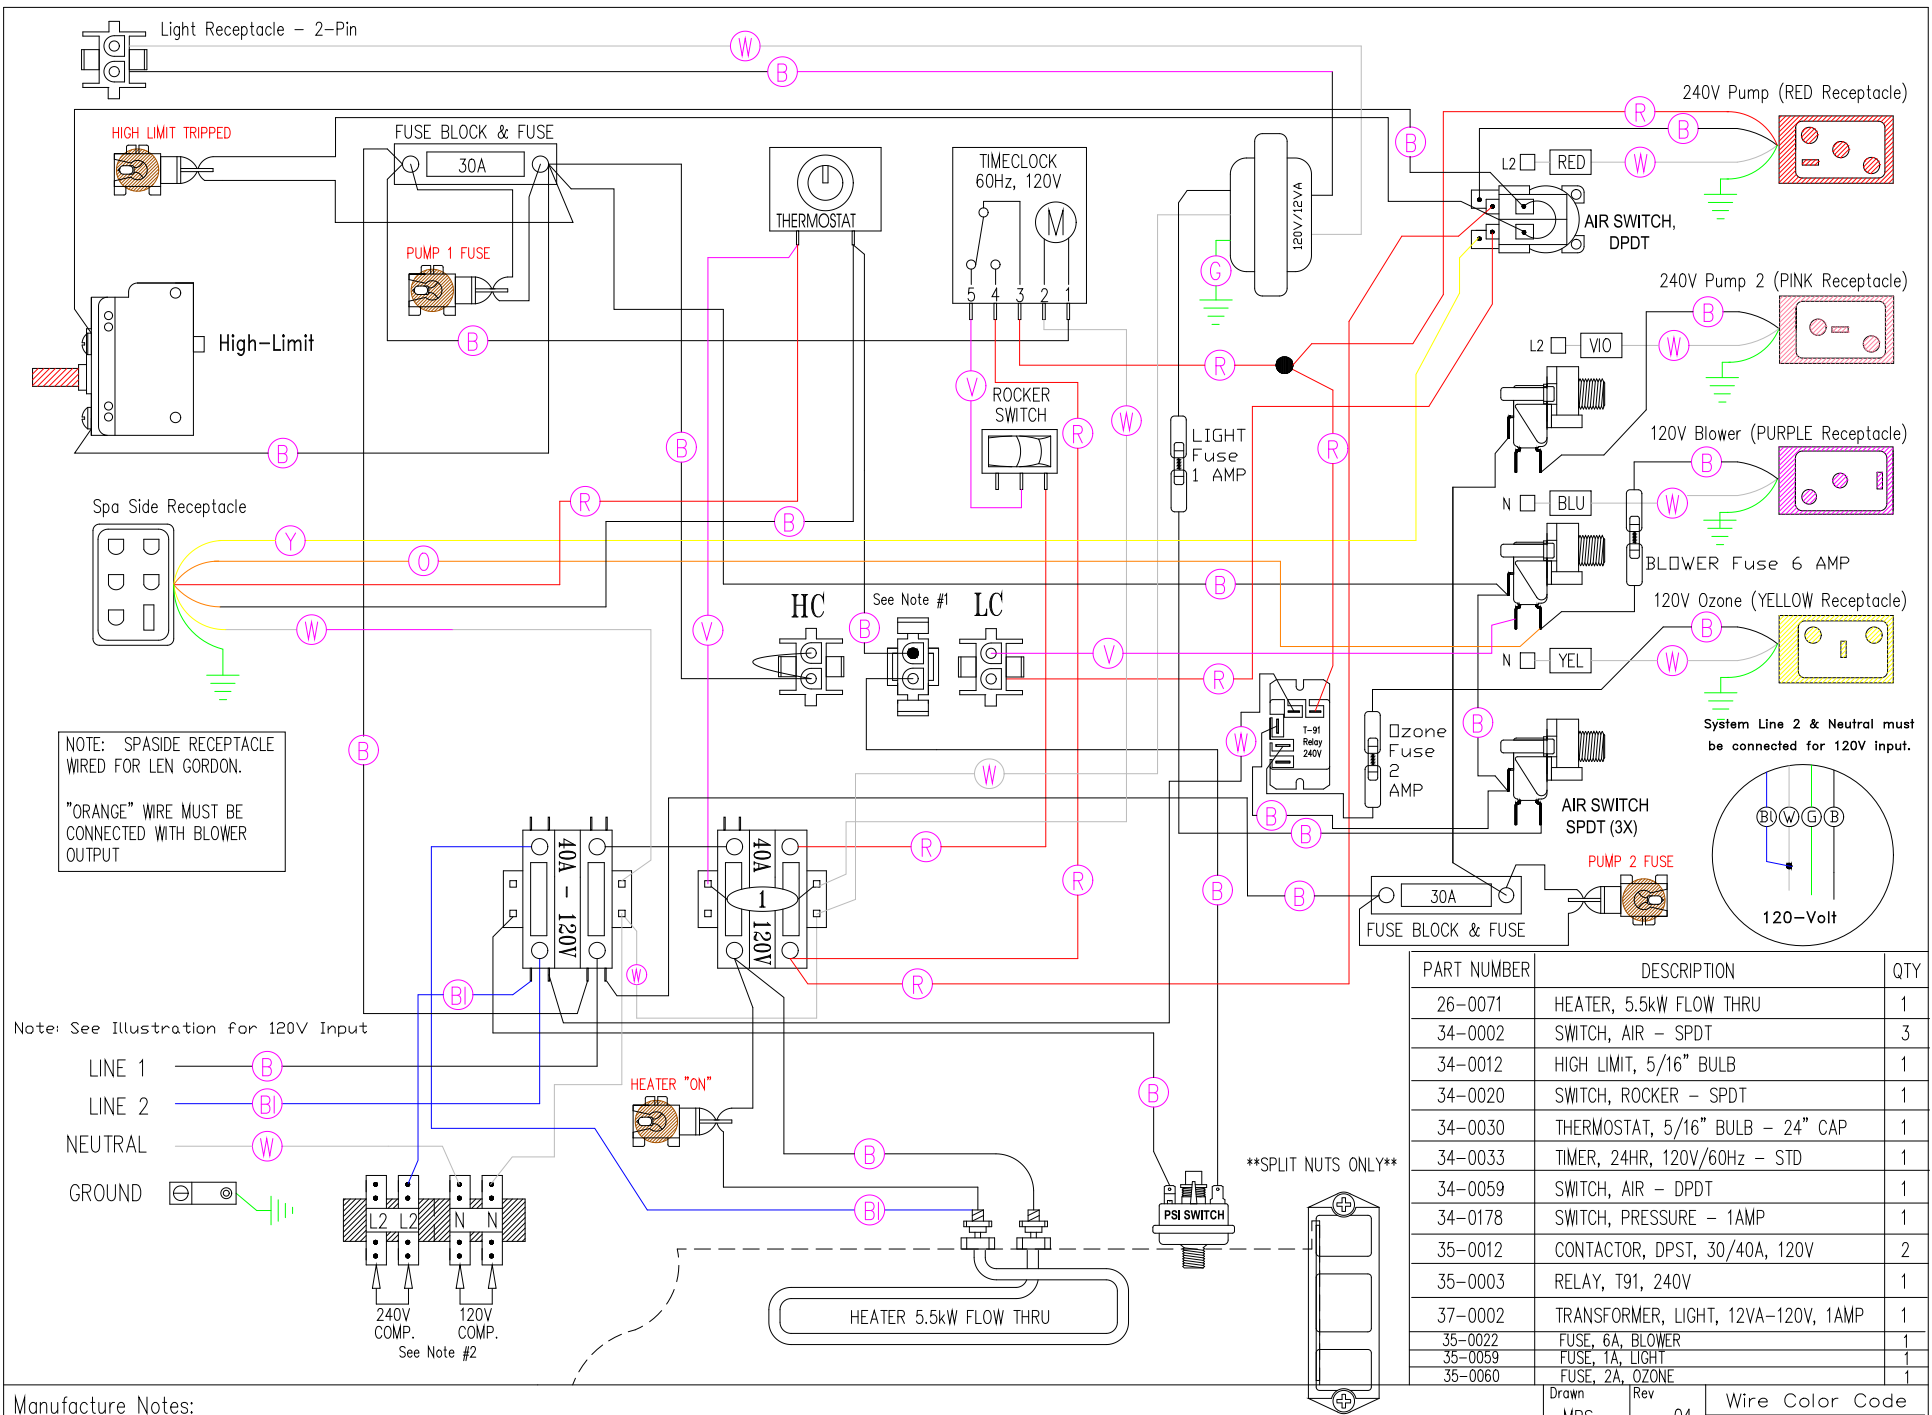 Light Receptacle - 2-Pin
W
B
240V Pump (RED Receptacle)
HIGH LIMIT TRIPPED
FUSE BLOCK & FUSE
30A
TIMECLOCK
60Hz, 120V
M
THERMOSTAT
5 4 3 2 1
120V/12VA
G
B
R
B
L2
RED
W
AIR SWITCH,
DPDT
PUMP 1 FUSE
240V Pump 2 (PINK Receptacle)
High-Limit
B
R
B
L2
VIO
W
V
ROCKER
SWITCH
R
W
B
B
LIGHT
Fuse
1 AMP
R
120V Blower (PURPLE Receptacle)
B
Spa Side Receptacle
R
B
N
BLU
W
Y
O
B
BLOWER Fuse 6 AMP
HC
See Note #1
LC
120V Ozone (YELLOW Receptacle)
W
V
B
V
R
B
N
YEL
W
NOTE: SPASIDE RECEPTACLE
WIRED FOR LEN GORDON.
"ORANGE" WIRE MUST BE
CONNECTED WITH BLOWER
OUTPUT
B
W
W
T-91
Relay
240V
Ozone
Fuse
2
AMP
B
System Line 2 & Neutral must
be connected for 120V input.
B
B
AIR SWITCH
SPDT (3X)
Bl W G B
120-Volt
40A - 120V
40A 1 120V
R
R
B
B
30A
FUSE BLOCK & FUSE
PUMP 2 FUSE
Bl
W
R
Note: See Illustration for 120V Input
LINE 1
B
LINE 2
Bl
NEUTRAL
W
GROUND
HEATER "ON"
B
B
Bl
**SPLIT NUTS ONLY**
PSI SWITCH
L2 L2 N N
240V
COMP.
120V
COMP.
See Note #2
HEATER 5.5kW FLOW THRU
PART NUMBER DESCRIPTION QTY
26-0071 HEATER, 5.5kW FLOW THRU 1
34-0002 SWITCH, AIR - SPDT 3
34-0012 HIGH LIMIT, 5/16" BULB 1
34-0020 SWITCH, ROCKER - SPDT 1
34-0030 THERMOSTAT, 5/16" BULB - 24" CAP 1
34-0033 TIMER, 24HR, 120V/60Hz - STD 1
34-0059 SWITCH, AIR - DPDT 1
34-0178 SWITCH, PRESSURE - 1AMP 1
35-0012 CONTACTOR, DPST, 30/40A, 120V 2
35-0003 RELAY, T91, 240V 1
37-0002 TRANSFORMER, LIGHT, 12VA-120V, 1AMP 1
35-0022 FUSE, 6A, BLOWER 1
35-0059 FUSE, 1A, LIGHT 1
35-0060 FUSE, 2A, OZONE 1
Manufacture Notes:
Drawn
Rev
Wire Color Code